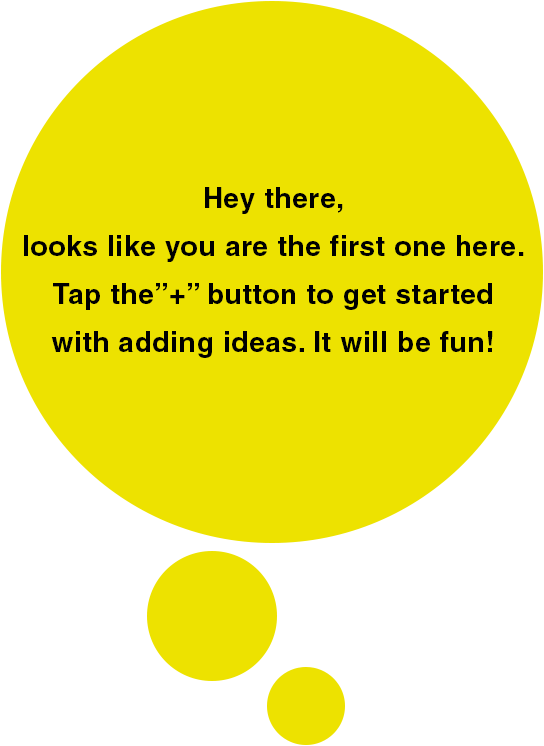 Hey there,
looks like you are the first one here.
Tap the”+” button to get started
with adding ideas. It will be fun!